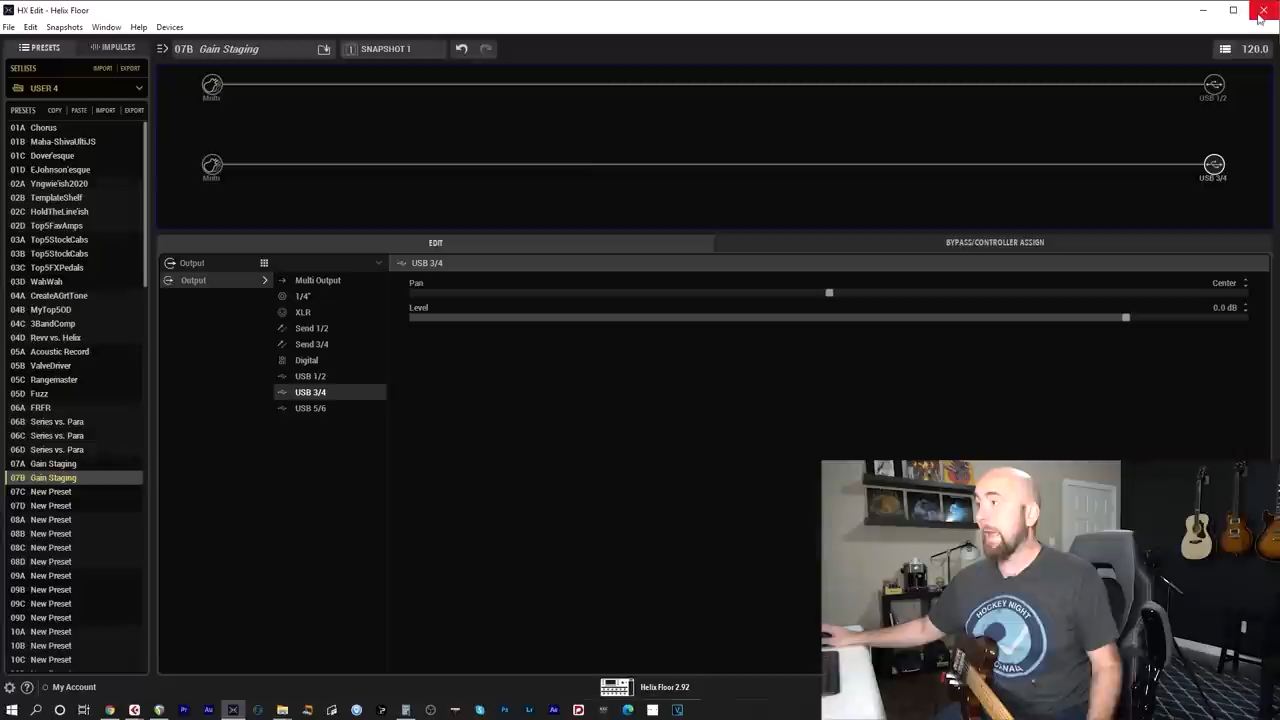 HX Edit - Helix Floor
File Edit Snapshots Window Help Devices
PRESETS IMPULSES
07B Gain Staging
1 SNAPSHOT 1
120.0
SETLISTS IMPORT EXPORT
USER 4
PRESETS COPY PASTE IMPORT EXPORT
01A Chorus
01B Maha-ShivaUltiJS
01C Dover'esque
01D EJohnson'esque
02A Yngwie'ish2020
02B TemplateShelf
02C HoldTheLine'ish
02D Top5FavAmps
03A Top5StockCabs
03B Top5StockCabs
03C Top5FXPedals
03D WahWah
04A CreateAGrtTone
04B MyTop5OD
04C 3BandComp
04D Revv vs. Helix
05A Acoustic Record
05B ValveDriver
05C Rangemaster
05D Fuzz
06A FRFR
06B Series vs. Para
06C Series vs. Para
06D Series vs. Para
07A Gain Staging
07B Gain Staging
07C New Preset
07D New Preset
08A New Preset
08B New Preset
08C New Preset
08D New Preset
09A New Preset
09B New Preset
09C New Preset
09D New Preset
10A New Preset
10B New Preset
10C New Preset
My Account
Multi
USB 1/2
Multi
USB 3/4
EDIT
BYPASS/CONTROLLER ASSIGN
Output
Output
Multi Output
1/4"
XLR
Send 1/2
Send 3/4
Digital
USB 1/2
USB 3/4
USB 5/6
USB 3/4
Pan
Center
Level
0.0 dB
Helix Floor 2.92
HOCKEY NIGHT